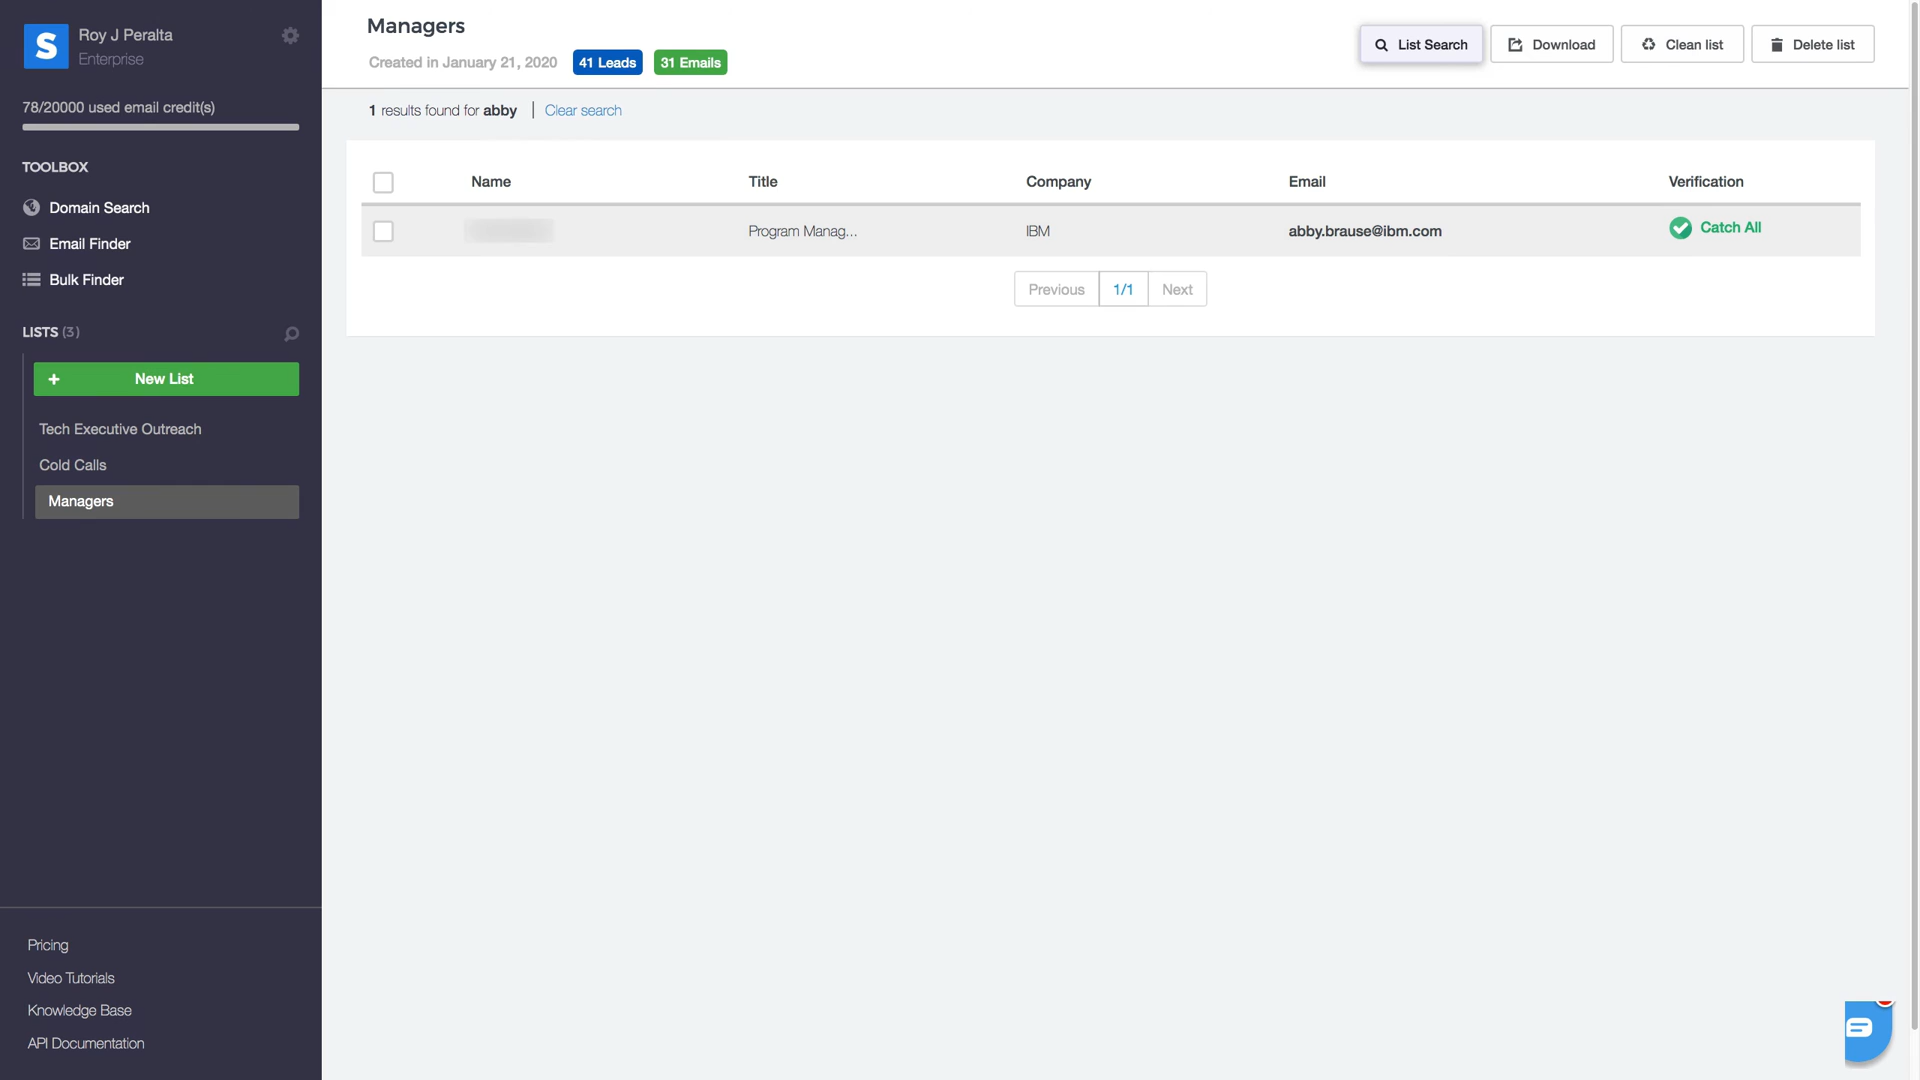 S
Roy J Peralta
Enterprise
78/20000 used email credit(s)
TOOLBOX
Domain Search
Email Finder
Bulk Finder
LISTS (3)
+ New List
Tech Executive Outreach
Cold Calls
Managers
Pricing
Video Tutorials
Knowledge Base
API Documentation
Managers
Created in January 21, 2020 41 Leads 31 Emails
List Search Download Clean list Delete list
1 results found for abby | Clear search
Name Title Company Email Verification
Program Manag... IBM abby.brause@ibm.com Catch All
Previous 1/1 Next